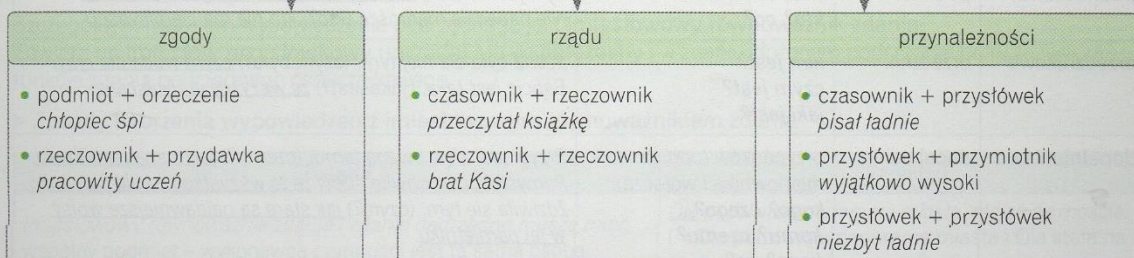 zgody
• podmiot + orzeczenie
chłopiec śpi
• rzeczownik + przydawka
pracowity uczeń
rządu
• czasownik + rzeczownik
przeczytał książkę
• rzeczownik + rzeczownik
brat Kasi
przynależności
• czasownik + przysłówek
pisał ładnie
• przysłówek + przymiotnik
wyjątkowo wysoki
• przysłówek + przysłówek
niezbyt ładnie